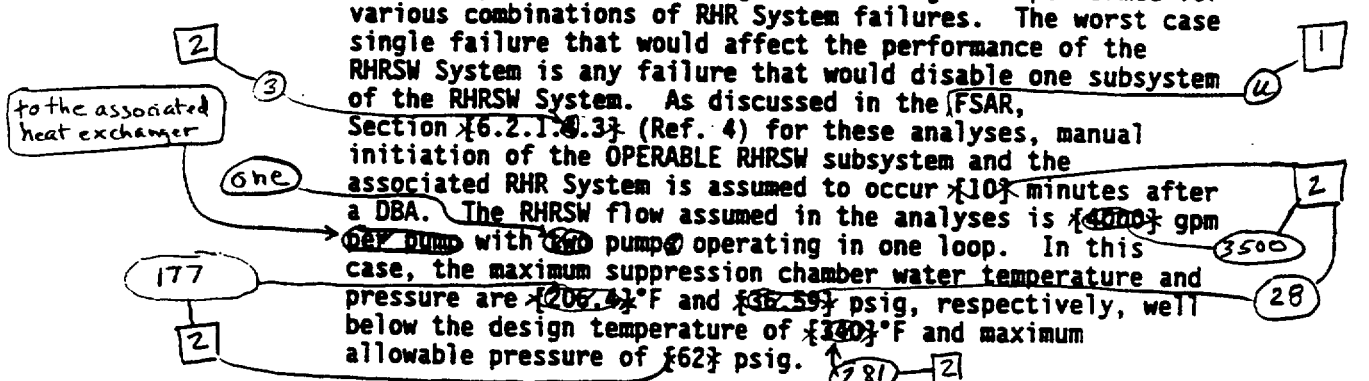 various combinations of RHR System failures. The worst case
2
single failure that would affect the performance of the
1
RHRSW System is any failure that would disable one subsystem
3
u
of the RHRSW System. As discussed in the FSAR,
to the associated
heat exchanger
Section {6.2.1. .3} (Ref. 4) for these analyses, manual
initiation of the OPERABLE RHRSW subsystem and the
one
associated RHR System is assumed to occur {10} minutes after
2
a DBA. The RHRSW flow assumed in the analyses is {4000} gpm
per pump with two pumps operating in one loop. In this
3500
177
case, the maximum suppression chamber water temperature and
pressure are {206.4}°F and {36.59} psig, respectively, well
28
below the design temperature of {340}°F and maximum
2
allowable pressure of {62} psig.
281
2